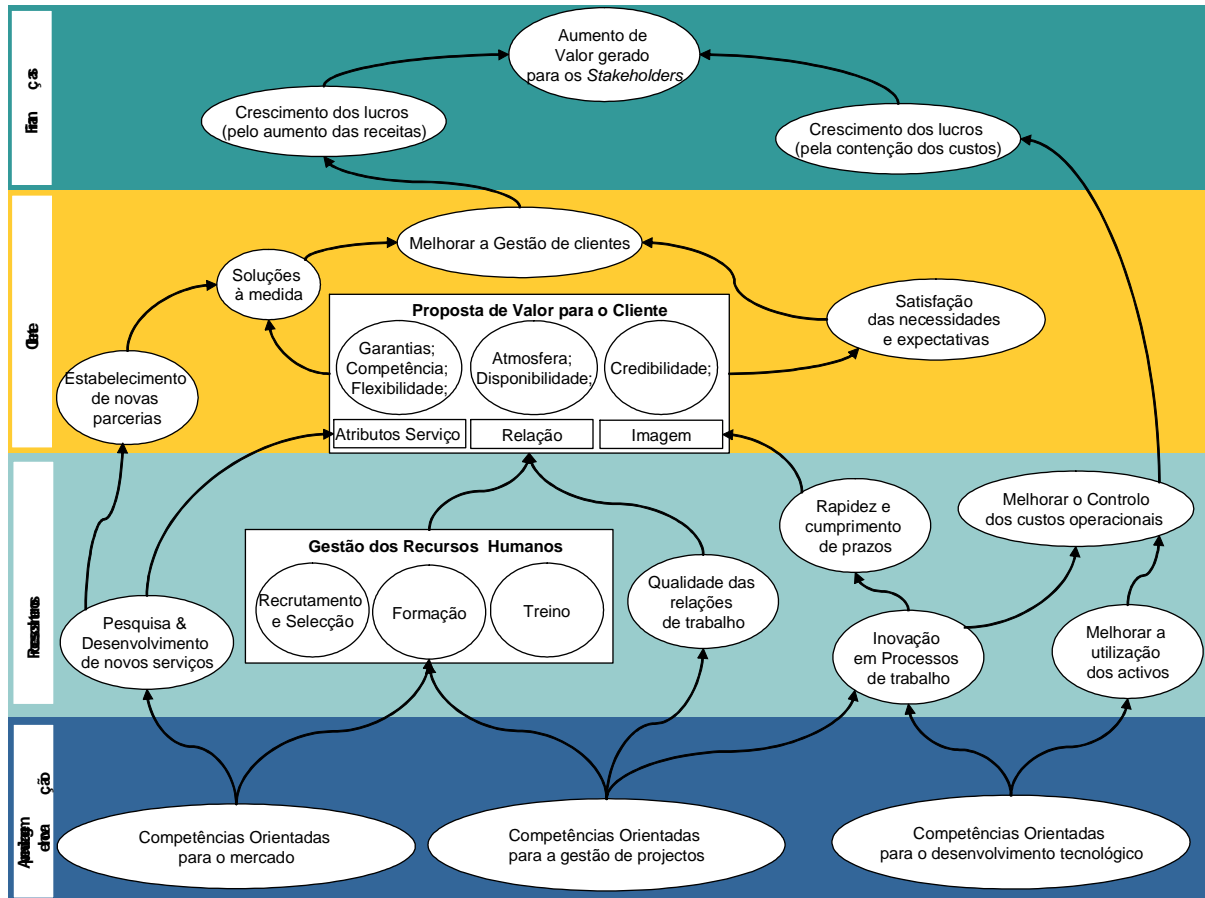 Aumento de
Valor gerado
para os Stakeholders
Crescimento dos lucros
(pelo aumento das receitas)
Crescimento dos lucros
(pela contenção dos custos)
Melhorar a Gestão de clientes
Soluções
à medida
Proposta de Valor para o Cliente
Garantias;
Competência;
Flexibilidade;
Atmosfera;
Disponibilidade;
Credibilidade;
Atributos Serviço
Relação
Imagem
Satisfação
das necessidades
e expectativas
Estabelecimento
de novas
parcerias
Rapidez e
cumprimento
de prazos
Melhorar o Controlo
dos custos operacionais
Gestão dos Recursos Humanos
Recrutamento
e Selecção
Formação
Treino
Qualidade das
relações
de trabalho
Pesquisa &
Desenvolvimento
de novos serviços
Inovação
em Processos
de trabalho
Melhorar a
utilização
dos activos
Competências Orientadas
para o mercado
Competências Orientadas
para a gestão de projectos
Competências Orientadas
para o desenvolvimento tecnológico